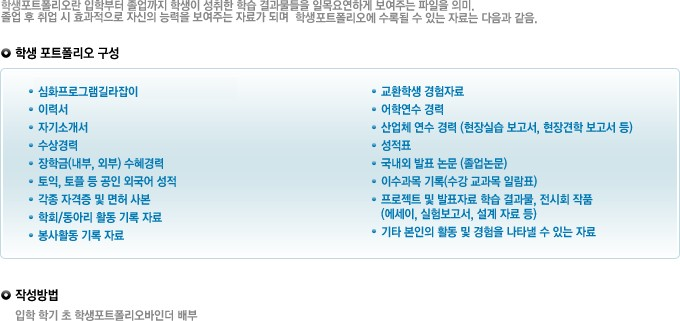 학생포트폴리오란 입학부터 졸업까지 학생이 성취한 학습 결과물들을 일목요연하게 보여주는 파일을 의미.
졸업 후 취업 시 효과적으로 자신의 능력을 보여주는 자료가 되며 학생포트폴리오에 수록될 수 있는 자료는 다음과 같음.
학생 포트폴리오 구성
심화프로그램길라잡이
이력서
자기소개서
수상경력
장학금(내부, 외부) 수혜경력
토익, 토플 등 공인 외국어 성적
각종 자격증 및 면허 사본
학회/동아리 활동 기록 자료
봉사활동 기록 자료
교환학생 경험자료
어학연수 경력
산업체 연수 경력 (현장실습 보고서, 현장견학 보고서 등)
성적표
국내외 발표 논문 (졸업논문)
이수과목 기록(수강 교과목 일람표)
프로젝트 및 발표자료 학습 결과물, 전시회 작품
(에세이, 실험보고서, 설계 자료 등)
기타 본인의 활동 및 경험을 나타낼 수 있는 자료
작성방법
입학 학기 초 학생포트폴리오바인더 배부